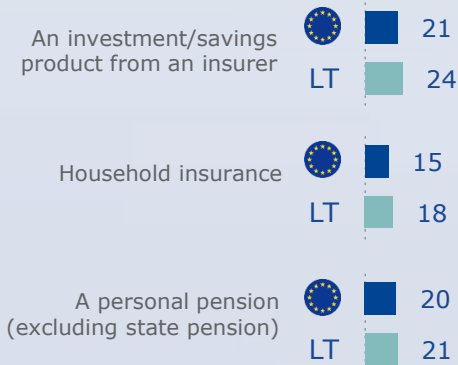 An investment/savings
product from an insurer
21
LT 24
Household insurance
15
LT 18
A personal pension
(excluding state pension)
20
LT 21